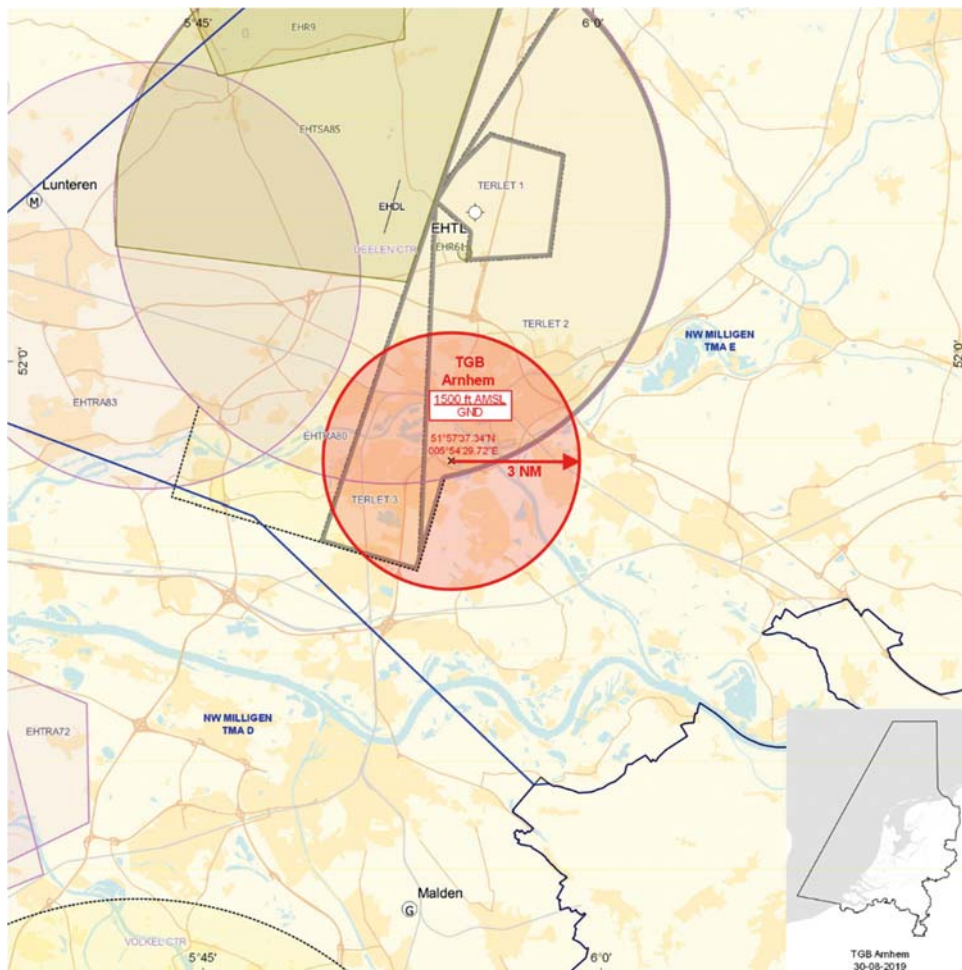 5°45'
6°0'
EHR9
EHTSA85
Lunteren
M
TERLET 1
EHDL
EHTL
DEELEN CTR
EHR61
TERLET 2
NW MILLIGEN
TMA E
52°0'
52°0'
TGB
Arnhem
1500 ft AMSL
GND
EHTRA83
EHTRA80
51°57'37.34"N
005°54'29.72"E
3 NM
TERLET 3
NW MILLIGEN
TMA D
EHTRA72
Malden
G
VOLKEL CTR
5°45'
6°0'
TGB Arnhem
30-08-2019